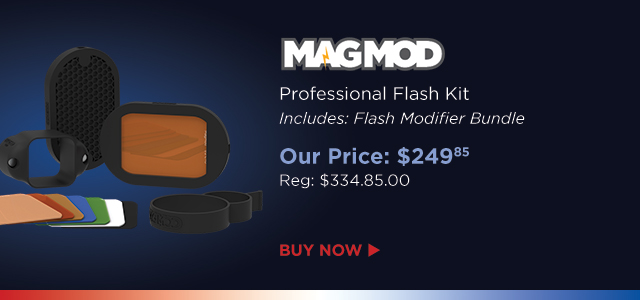 MAGMOD
Professional Flash Kit
Includes: Flash Modifier Bundle
Our Price: $249⁸⁵
Reg: $334.85.00
BUY NOW ▶